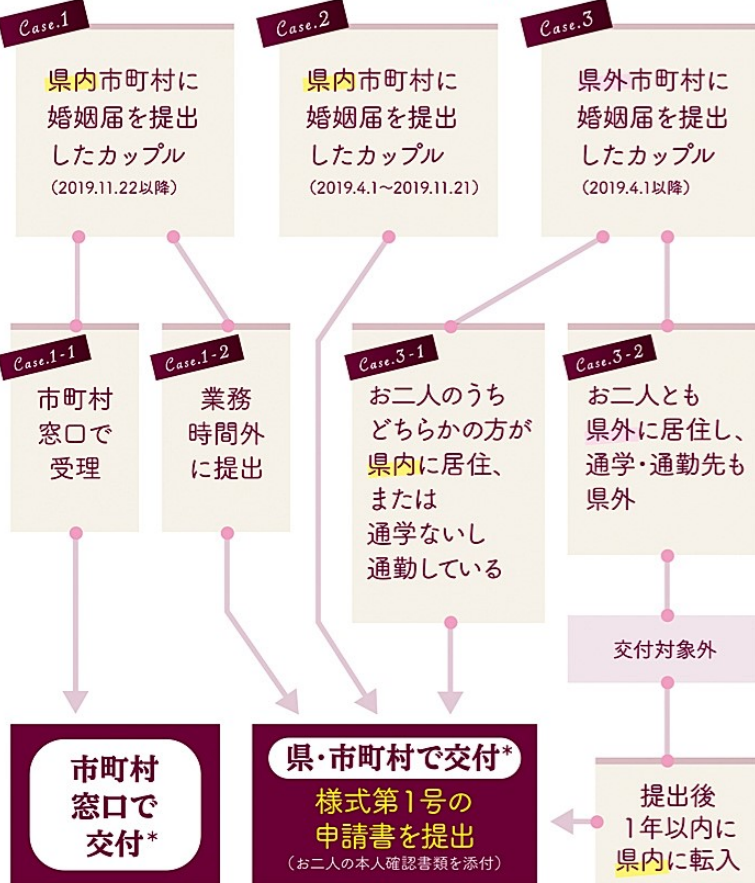 Case.1
県内市町村に
婚姻届を提出
したカップル
（2019.11.22以降）
Case.2
県内市町村に
婚姻届を提出
したカップル
（2019.4.1〜2019.11.21）
Case.3
県外市町村に
婚姻届を提出
したカップル
（2019.4.1以降）
Case.1-1
市町村
窓口で
受理
Case.1-2
業務
時間外
に提出
Case.3-1
お二人のうち
どちらかの方が
県内に居住、
または
通学ないし
通勤している
Case.3-2
お二人とも
県外に居住し、
通学・通勤先も
県外
交付対象外
市町村
窓口で
交付*
県・市町村で交付*
様式第1号の
申請書を提出
（お二人の本人確認書類を添付）
提出後
1年以内に
県内に転入